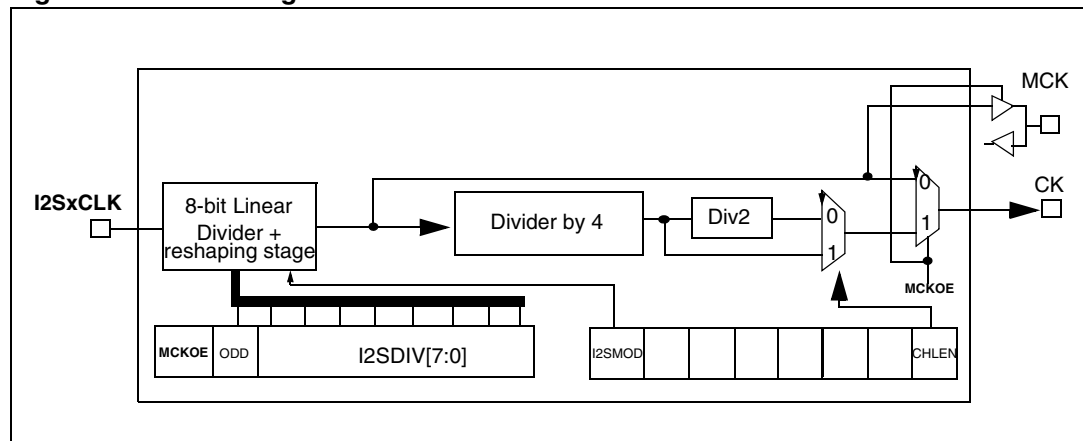 MCK
I2SxCLK
8-bit Linear
Divider +
reshaping stage
Divider by 4
Div2
0
1
0
1
CK
MCKOE
MCKOE
ODD
I2SDIV[7:0]
I2SMOD
CHLEN